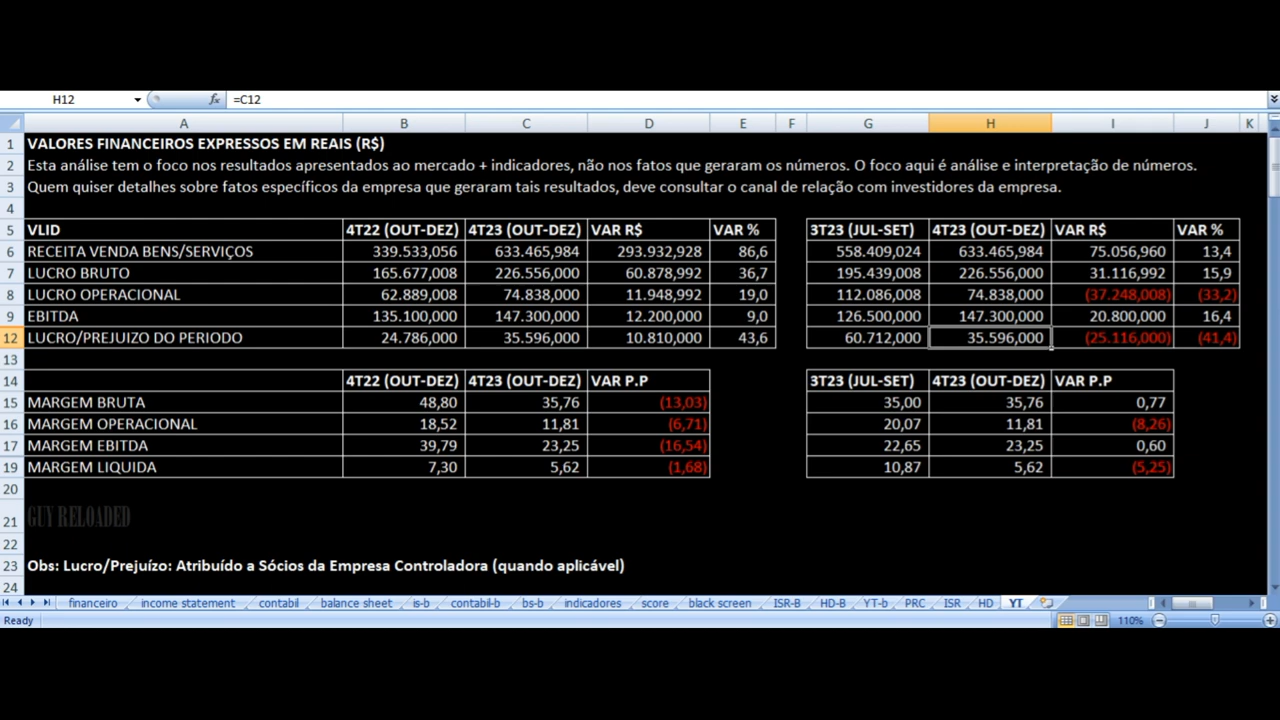 H12 fx =C12
A B C D E F G H I J K
1 VALORES FINANCEIROS EXPRESSOS EM REAIS (R$)
2 Esta análise tem o foco nos resultados apresentados ao mercado + indicadores, não nos fatos que geraram os números. O foco aqui é análise e interpretação de números.
3 Quem quiser detalhes sobre fatos específicos da empresa que geraram tais resultados, deve consultar o canal de relação com investidores da empresa.
4
5 VLID 4T22 (OUT-DEZ) 4T23 (OUT-DEZ) VAR R$ VAR % 3T23 (JUL-SET) 4T23 (OUT-DEZ) VAR R$ VAR %
6 RECEITA VENDA BENS/SERVIÇOS 339.533,056 633.465,984 293.932,928 86,6 558.409,024 633.465,984 75.056,960 13,4
7 LUCRO BRUTO 165.677,008 226.556,000 60.878,992 36,7 195.439,008 226.556,000 31.116,992 15,9
8 LUCRO OPERACIONAL 62.889,008 74.838,000 11.948,992 19,0 112.086,008 74.838,000 (37.248,008) (33,2)
9 EBITDA 135.100,000 147.300,000 12.200,000 9,0 126.500,000 147.300,000 20.800,000 16,4
12 LUCRO/PREJUIZO DO PERIODO 24.786,000 35.596,000 10.810,000 43,6 60.712,000 35.596,000 (25.116,000) (41,4)
13
14 4T22 (OUT-DEZ) 4T23 (OUT-DEZ) VAR P.P 3T23 (JUL-SET) 4T23 (OUT-DEZ) VAR P.P
15 MARGEM BRUTA 48,80 35,76 (13,03) 35,00 35,76 0,77
16 MARGEM OPERACIONAL 18,52 11,81 (6,71) 20,07 11,81 (8,26)
17 MARGEM EBITDA 39,79 23,25 (16,54) 22,65 23,25 0,60
19 MARGEM LIQUIDA 7,30 5,62 (1,68) 10,87 5,62 (5,25)
20
21 GUY RELOADED
22
23 Obs: Lucro/Prejuízo: Atribuído a Sócios da Empresa Controladora (quando aplicável)
24
financeiro income statement contabil balance sheet is-b contabil-b bs-b indicadores score black screen ISR-B HD-B YT-b PRC ISR HD YT
Ready 110%